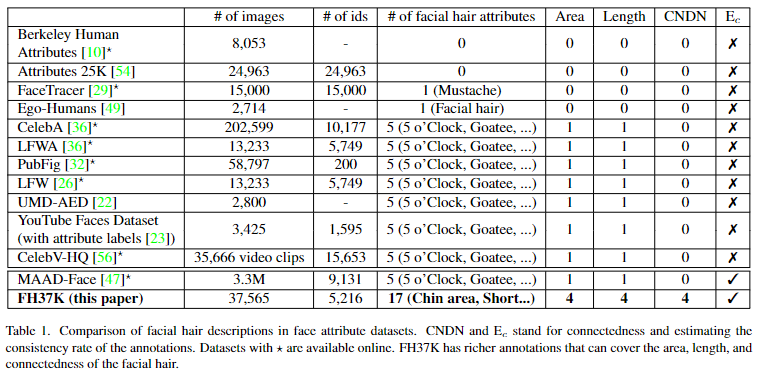 # of images # of ids # of facial hair attributes Area Length CNDN E_c
Berkeley Human
Attributes [10]⋆ 8,053 - 0 0 0 0 ✗
Attributes 25K [54] 24,963 24,963 0 0 0 0 ✗
FaceTracer [29]⋆ 15,000 15,000 1 (Mustache) 0 0 0 ✗
Ego-Humans [49] 2,714 - 1 (Facial hair) 0 0 0 ✗
CelebA [36]⋆ 202,599 10,177 5 (5 o'Clock, Goatee, ...) 1 1 0 ✗
LFWA [36]⋆ 13,233 5,749 5 (5 o'Clock, Goatee, ...) 1 1 0 ✗
PubFig [32]⋆ 58,797 200 5 (5 o'Clock, Goatee, ...) 1 1 0 ✗
LFW [26]⋆ 13,233 5,749 5 (5 o'Clock, Goatee, ...) 1 1 0 ✗
UMD-AED [22] 2,800 - 5 (5 o'Clock, Goatee, ...) 1 1 0 ✗
YouTube Faces Dataset
(with attribute labels [23]) 3,425 1,595 5 (5 o'Clock, Goatee, ...) 1 1 0 ✗
CelebV-HQ [56]⋆ 35,666 video clips 15,653 5 (5 o'Clock, Goatee, ...) 1 1 0 ✗
MAAD-Face [47]⋆ 3.3M 9,131 5 (5 o'Clock, Goatee, ...) 1 1 0 ✓
FH37K (this paper) 37,565 5,216 17 (Chin area, Short...) 4 4 4 ✓
Table 1. Comparison of facial hair descriptions in face attribute datasets. CNDN and E_c stand for connectedness and estimating the
consistency rate of the annotations. Datasets with ⋆ are available online. FH37K has richer annotations that can cover the area, length, and
connectedness of the facial hair.